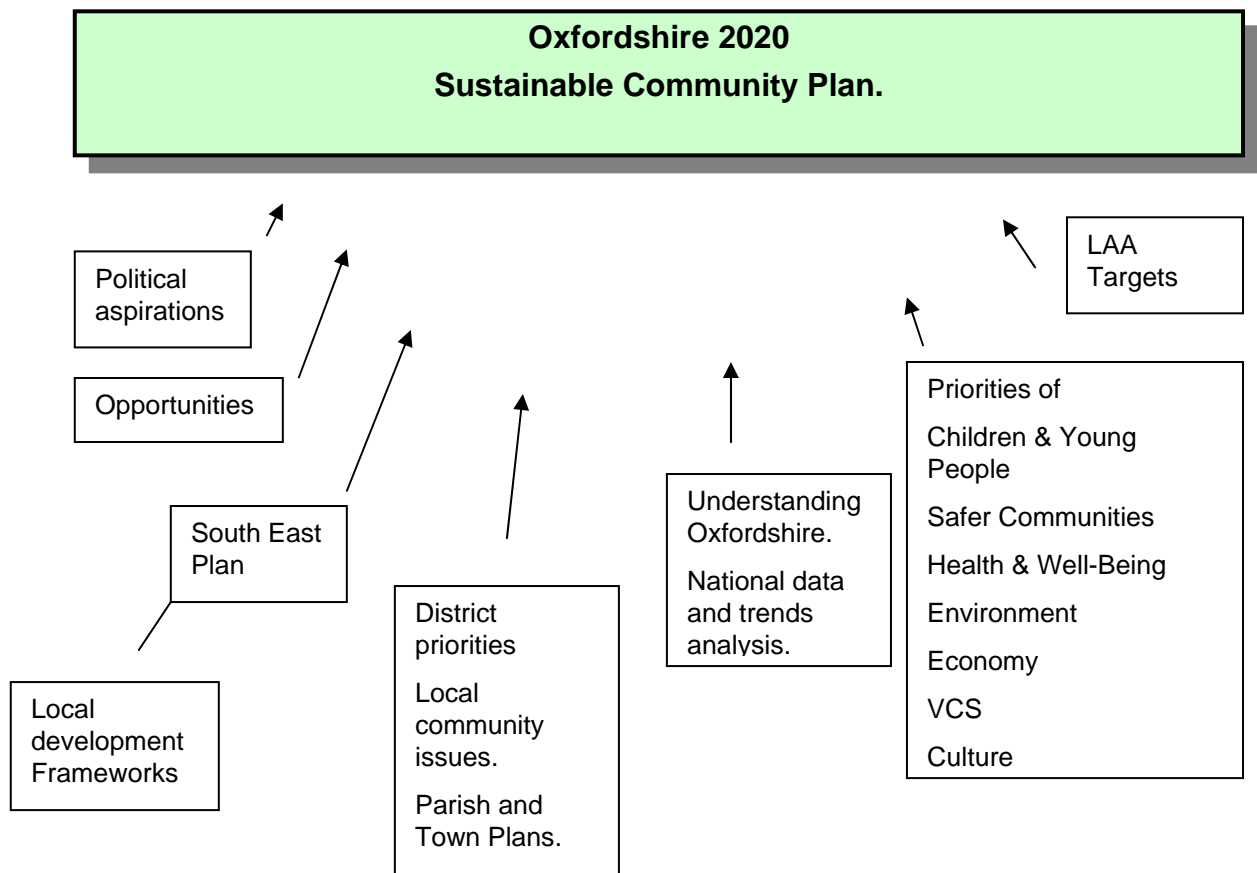 Oxfordshire 2020
Sustainable Community Plan.
Political
aspirations
LAA
Targets
Opportunities
Priorities of
Children & Young
People
Safer Communities
Health & Well-Being
Environment
Economy
VCS
Culture
Understanding
Oxfordshire.
National data
and trends
analysis.
South East
Plan
District
priorities
Local
community
issues.
Parish and
Town Plans.
Local
development
Frameworks